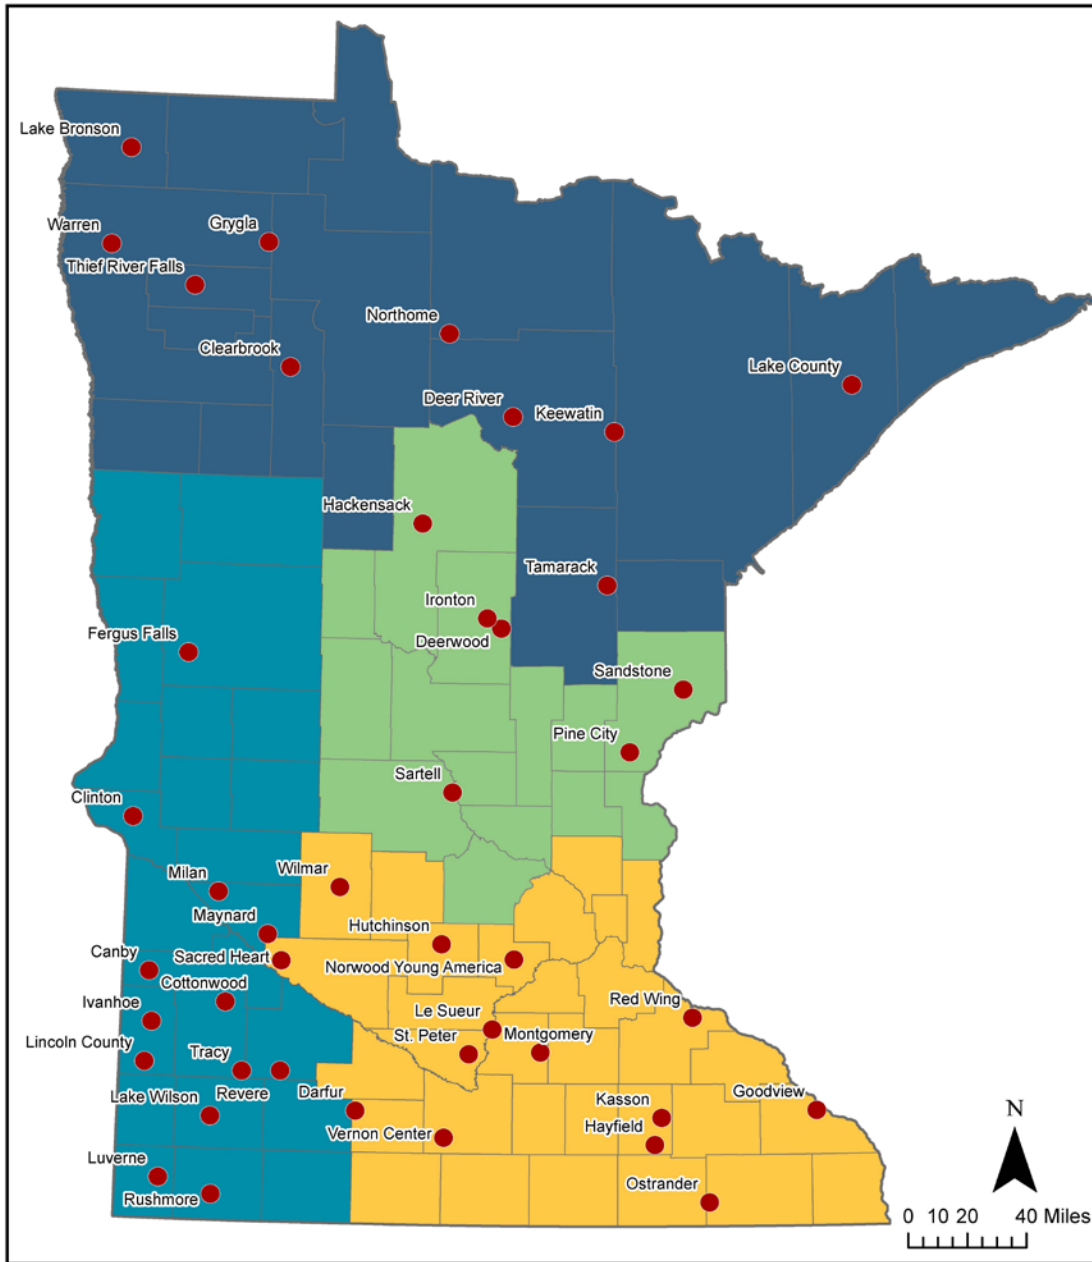 Lake Bronson
Warren
Grygla
Thief River Falls
Northome
Clearbrook
Lake County
Deer River
Keewatin
Hackensack
Tamarack
Ironton
Deerwood
Fergus Falls
Sandstone
Pine City
Sartell
Clinton
Milan
Wilmar
Maynard
Hutchinson
Canby
Sacred Heart
Norwood Young America
Cottonwood
Ivanhoe
Red Wing
Le Sueur
Lincoln County
St. Peter
Montgomery
Tracy
Lake Wilson
Revere
Darfur
Goodview
Kasson
Vernon Center
Hayfield
Luverne
Rushmore
Ostrander
N
0 10 20 40 Miles